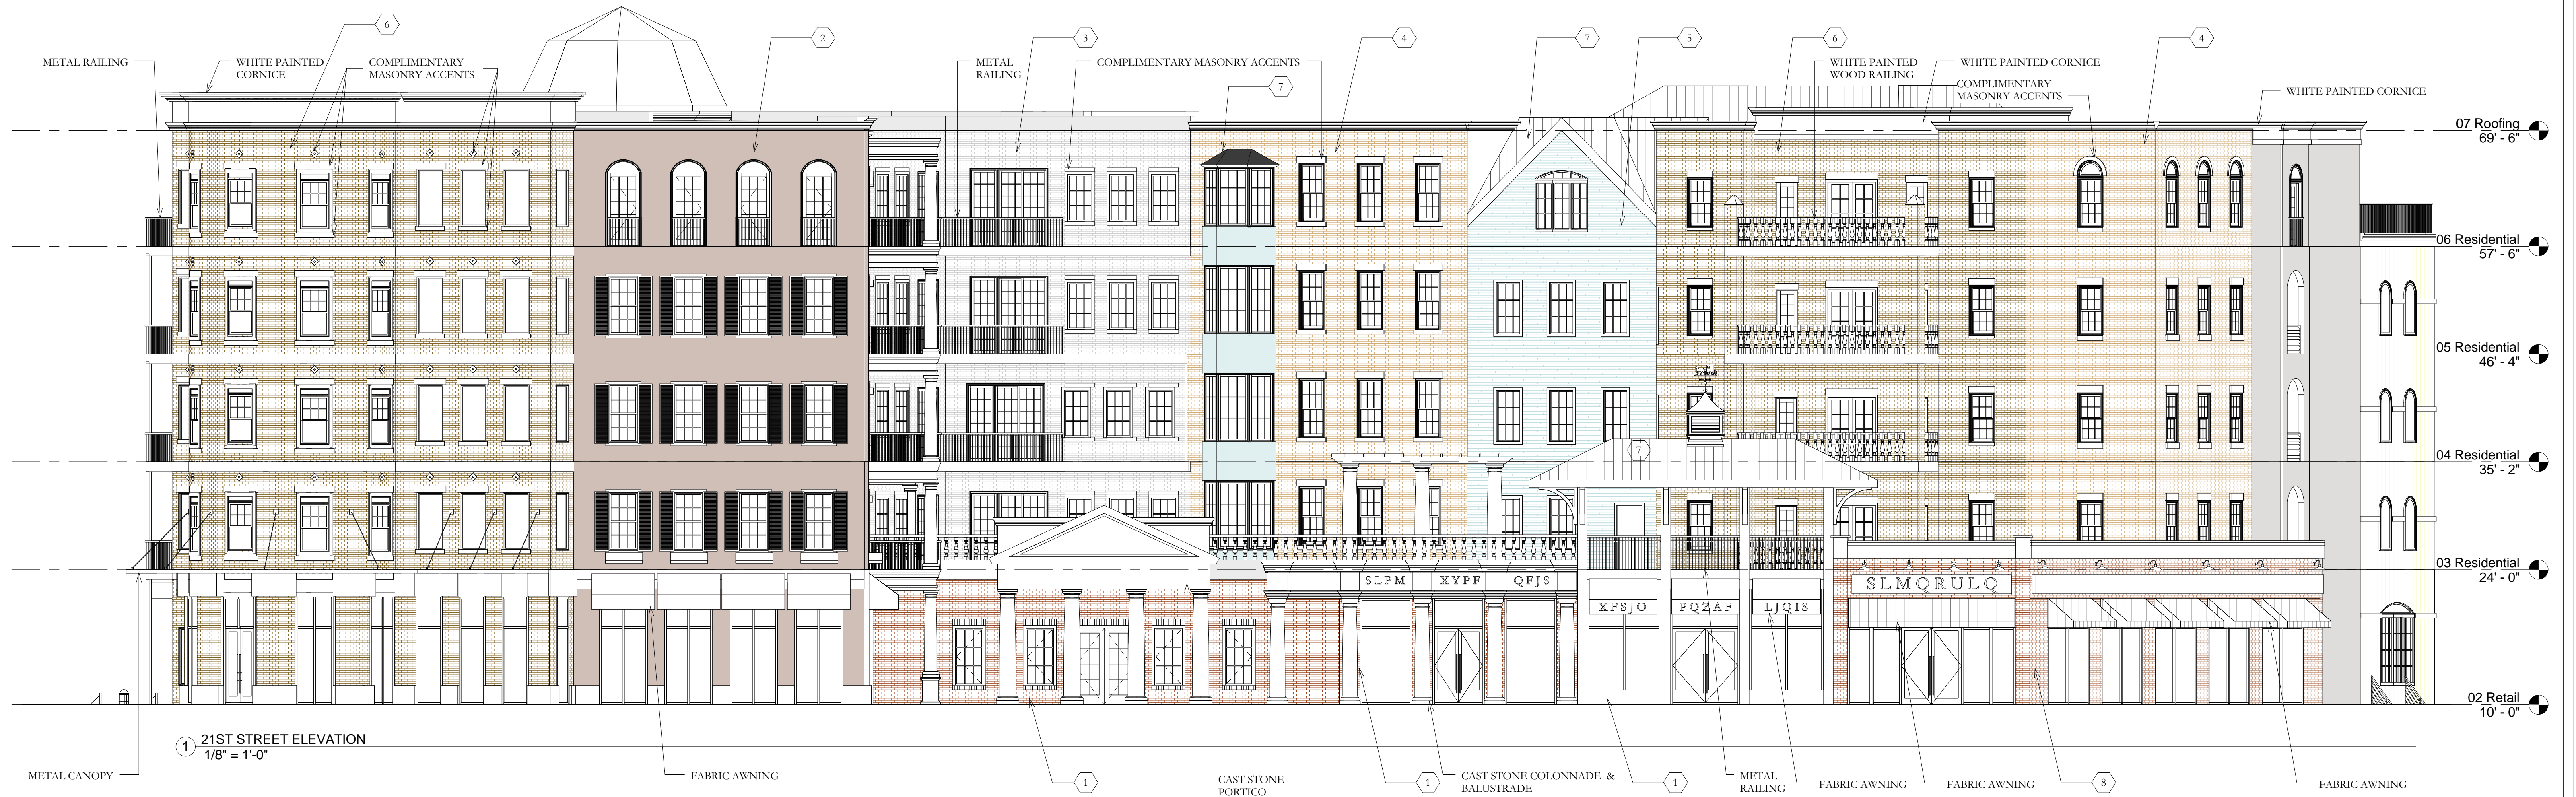 6
2
3
4
7
5
6
4
METAL RAILING
WHITE PAINTED
CORNICE
COMPLIMENTARY
MASONRY ACCENTS
METAL
RAILING
COMPLIMENTARY MASONRY ACCENTS
7
WHITE PAINTED
WOOD RAILING
WHITE PAINTED CORNICE
COMPLIMENTARY
MASONRY ACCENTS
WHITE PAINTED CORNICE
07 Roofing
69' - 6"
06 Residential
57' - 6"
05 Residential
46' - 4"
7
04 Residential
35' - 2"
03 Residential
24' - 0"
SLPM
XYPF
QFJS
SLMQRULQ
XFSJO
PQZAF
LJQIS
02 Retail
10' - 0"
1
21ST STREET ELEVATION
1/8" = 1'-0"
METAL CANOPY
FABRIC AWNING
1
CAST STONE
PORTICO
1
CAST STONE COLONNADE &
BALUSTRADE
1
METAL
RAILING
FABRIC AWNING
FABRIC AWNING
8
FABRIC AWNING